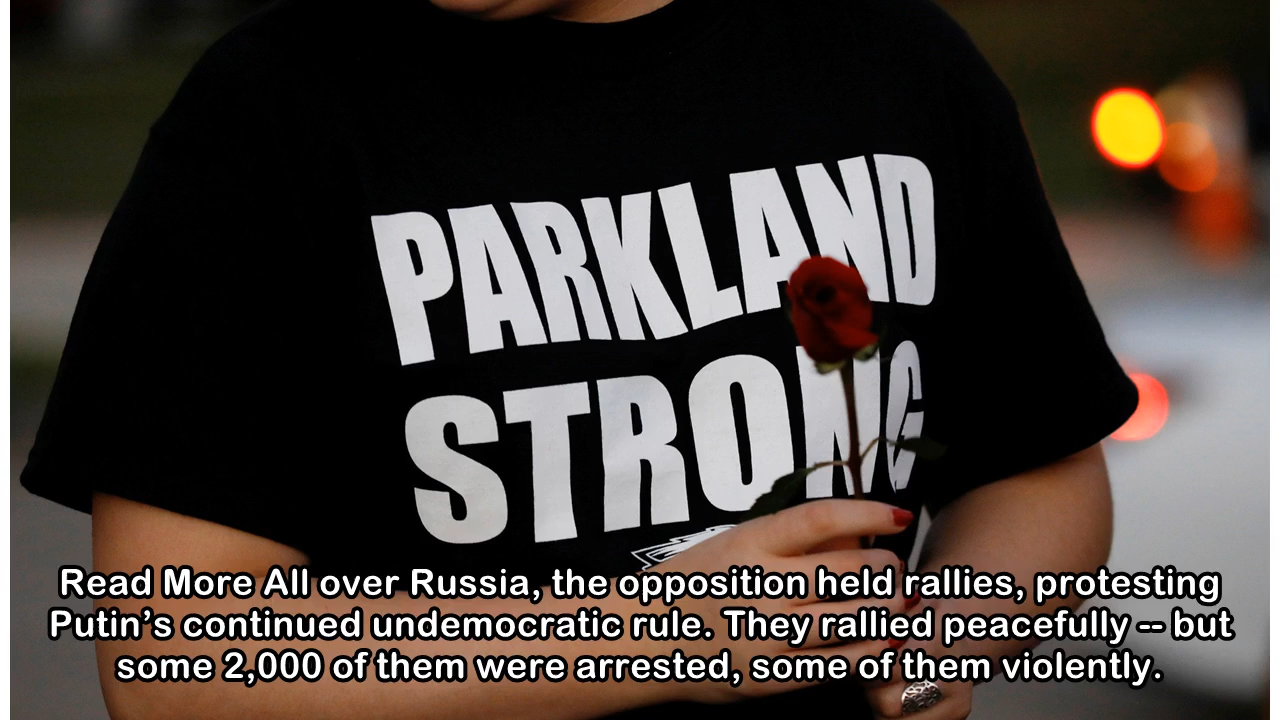 PARKLAND
STRONG
Read More All over Russia, the opposition held rallies, protesting
Putin’s continued undemocratic rule. They rallied peacefully -- but
some 2,000 of them were arrested, some of them violently.